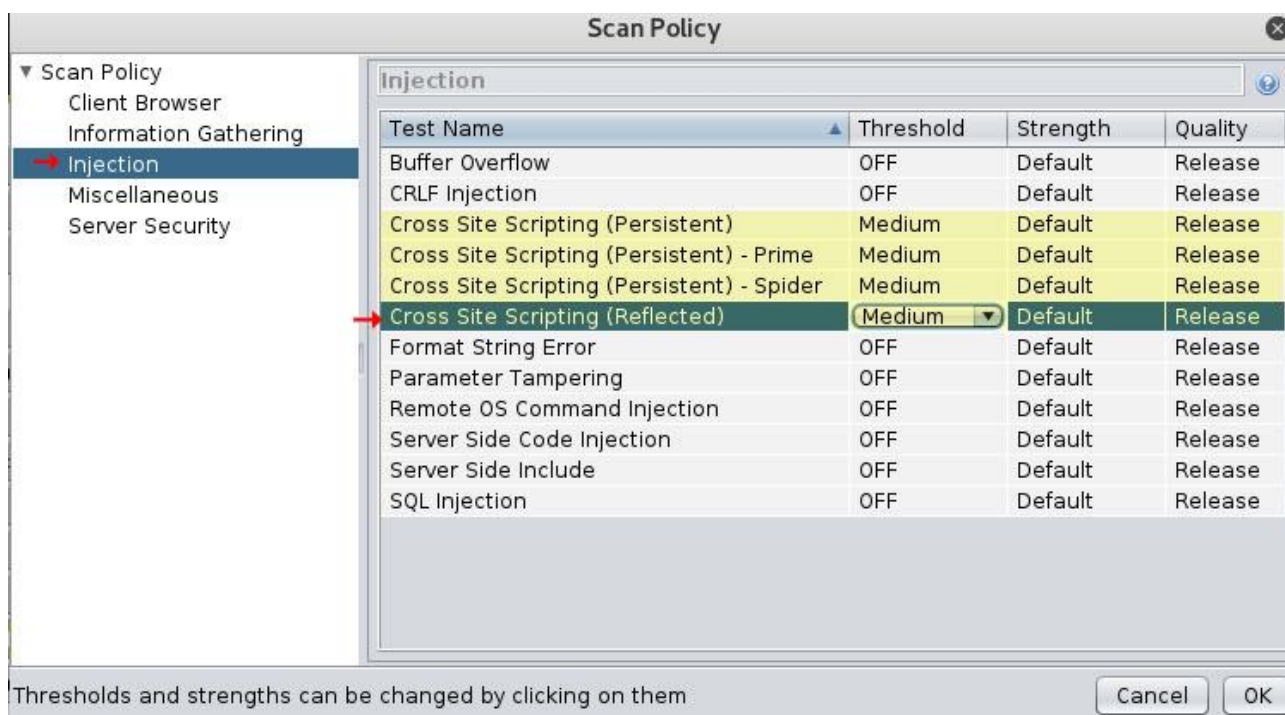 Scan Policy
Scan Policy
Client Browser
Information Gathering
Injection
Miscellaneous
Server Security
Injection
Test Name Threshold Strength Quality
Buffer Overflow OFF Default Release
CRLF Injection OFF Default Release
Cross Site Scripting (Persistent) Medium Default Release
Cross Site Scripting (Persistent) - Prime Medium Default Release
Cross Site Scripting (Persistent) - Spider Medium Default Release
Cross Site Scripting (Reflected) Medium Default Release
Format String Error OFF Default Release
Parameter Tampering OFF Default Release
Remote OS Command Injection OFF Default Release
Server Side Code Injection OFF Default Release
Server Side Include OFF Default Release
SQL Injection OFF Default Release
Thresholds and strengths can be changed by clicking on them
Cancel OK